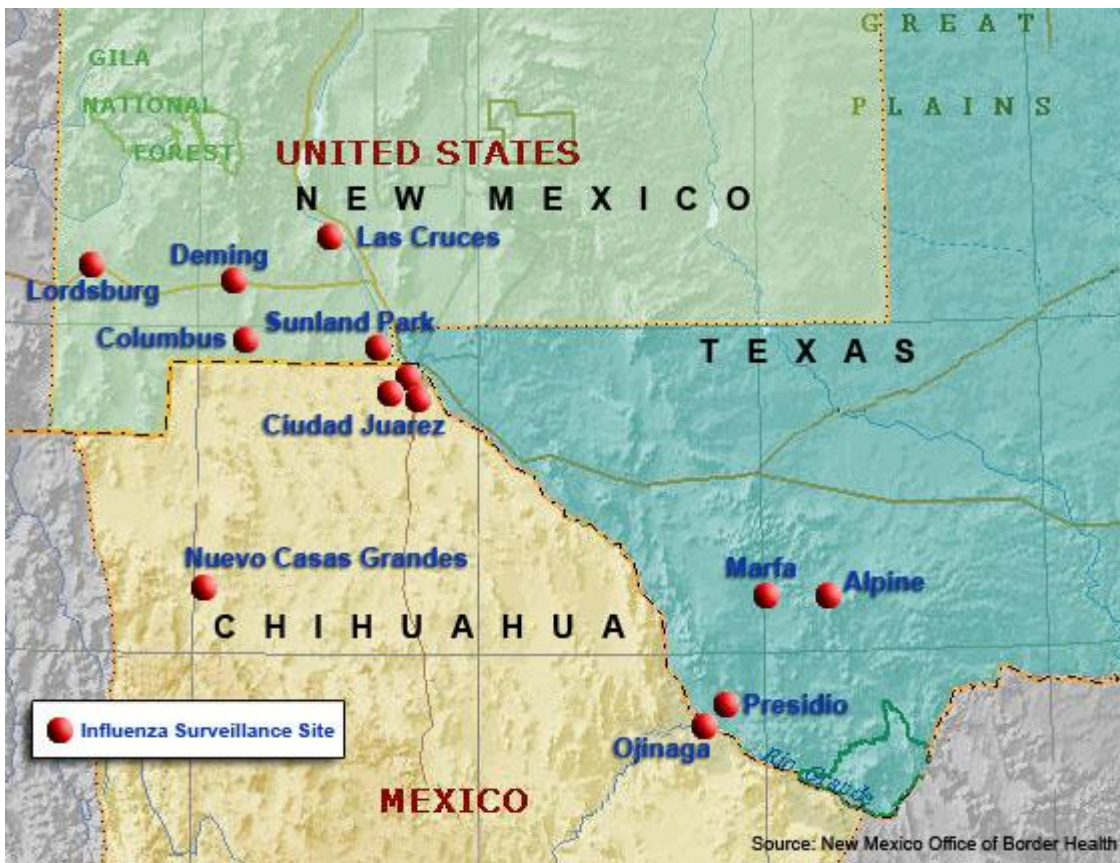 GREAT
PLAINS
GILA
NATIONAL
FOREST
UNITED STATES
NEW MEXICO
Las Cruces
Deming
Lordsburg
Sunland Park
Columbus
TEXAS
Ciudad Juarez
Nuevo Casas Grandes
Marfa
Alpine
CHIHUAHUA
Presidio
Influenza Surveillance Site
Ojinaga
Rio Grande
MEXICO
Source: New Mexico Office of Border Health